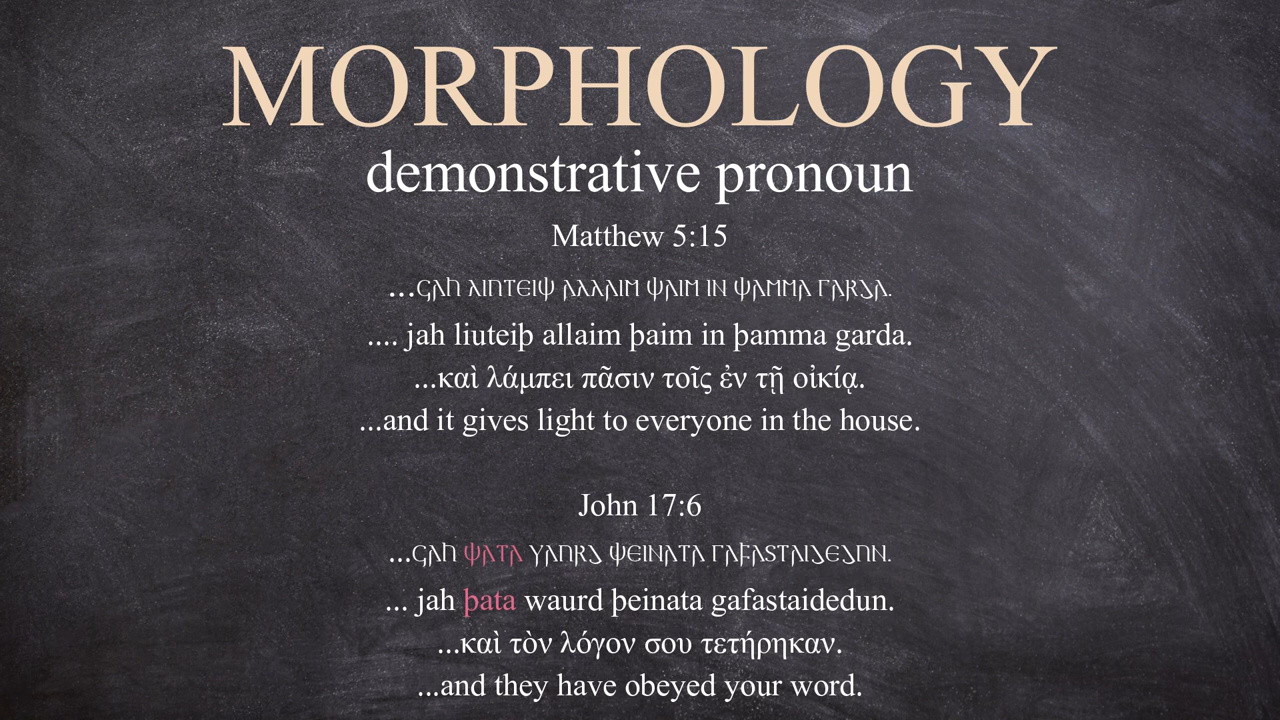 MORPHOLOGY
demonstrative pronoun
Matthew 5:15
...𐌾𐌰𐌷 𐌻𐌹𐌿𐍄𐌴𐌹𐌸 𐌰𐌻𐌻𐌰𐌹𐌼 𐌸𐌰𐌹𐌼 𐌹𐌽 𐌸𐌰𐌼𐌼𐌰 𐌲𐌰𐍂𐌳𐌰.
.... jah liuteiþ allaim þaim in þamma garda.
...καὶ λάμπει πᾶσιν τοῖς ἐν τῇ οἰκίᾳ.
...and it gives light to everyone in the house.
John 17:6
...𐌾𐌰𐌷 𐌸𐌰𐍄𐌰 𐍅𐌰𐌿𐍂𐌳 𐌸𐌴𐌹𐌽𐌰𐍄𐌰 𐌲𐌰𐍆𐌰𐍃𐍄𐌰𐌹𐌳𐌴𐌳𐌿𐌽.
... jah þata waurd þeinata gafastaidedun.
...καὶ τὸν λόγον σου τετήρηκαν.
...and they have obeyed your word.